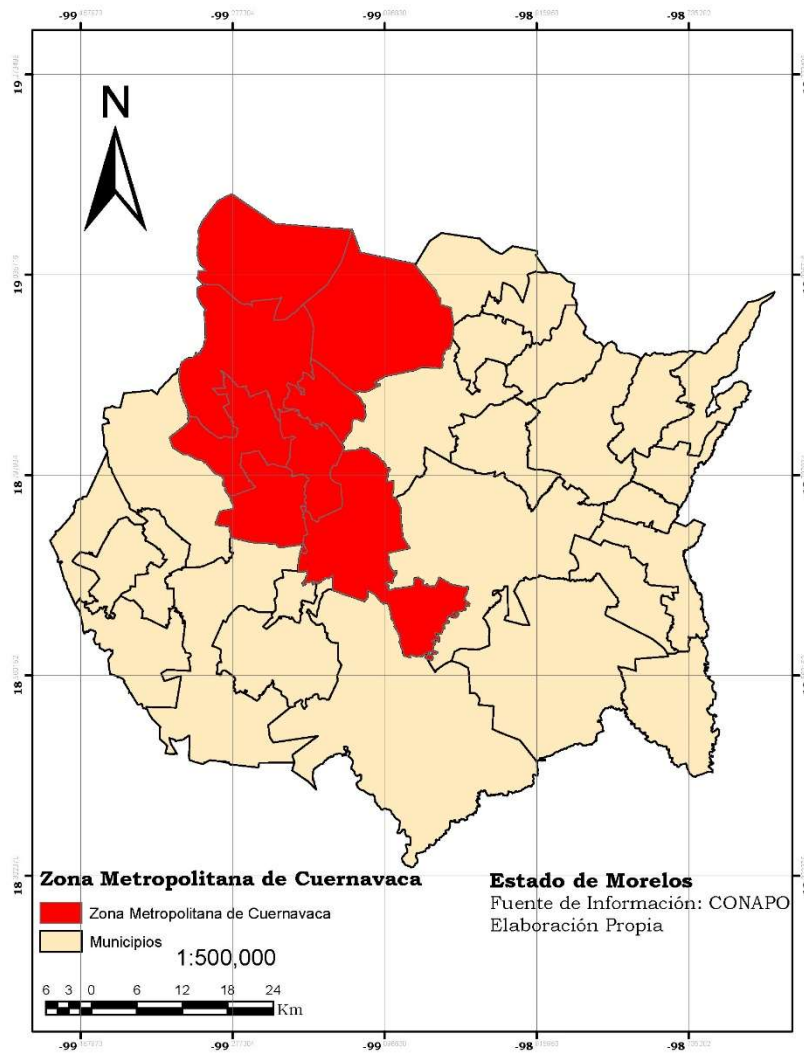 -99 -99 -99 -98 -98
19
N
19
18
18
18
Zona Metropolitana de Cuernavaca
Zona Metropolitana de Cuernavaca
Municipios
1:500,000
6 3 0 6 12 18 24
Km
Estado de Morelos
Fuente de Información: CONAPO
Elaboración Propia
-99 -99 -99 -98 -98